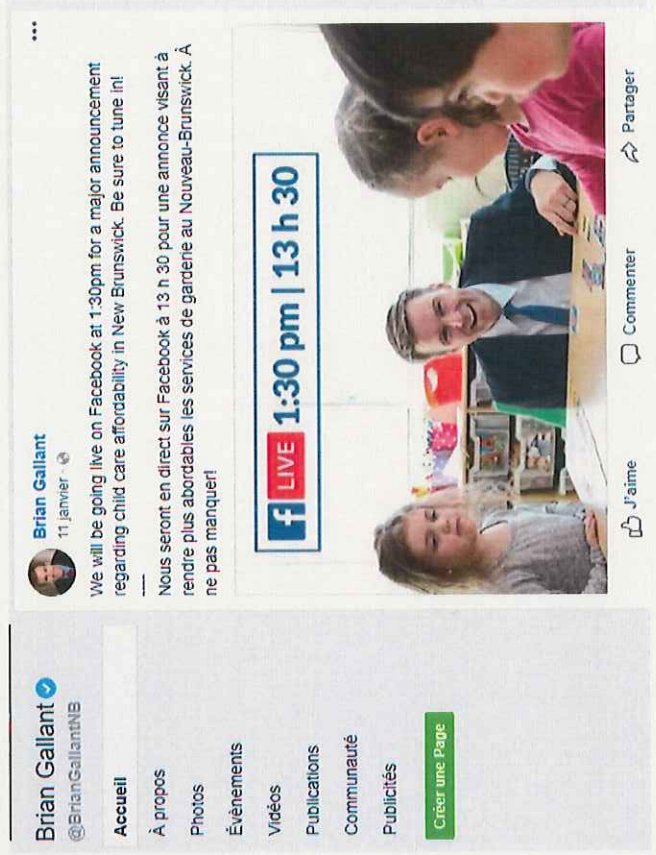 Brian Gallant
@BrianGallantNB
Accueil
À propos
Photos
Évènements
Vidéos
Publications
Communauté
Publicités
Créer une Page
Brian Gallant
11 janvier ·
We will be going live on Facebook at 1:30pm for a major announcement
regarding child care affordability in New Brunswick. Be sure to tune in!
—
Nous seront en direct sur Facebook à 13 h 30 pour une annonce visant à
rendre plus abordables les services de garderie au Nouveau-Brunswick. À
ne pas manquer!
f LIVE 1:30 pm | 13 h 30
J'aime
Commenter
Partager